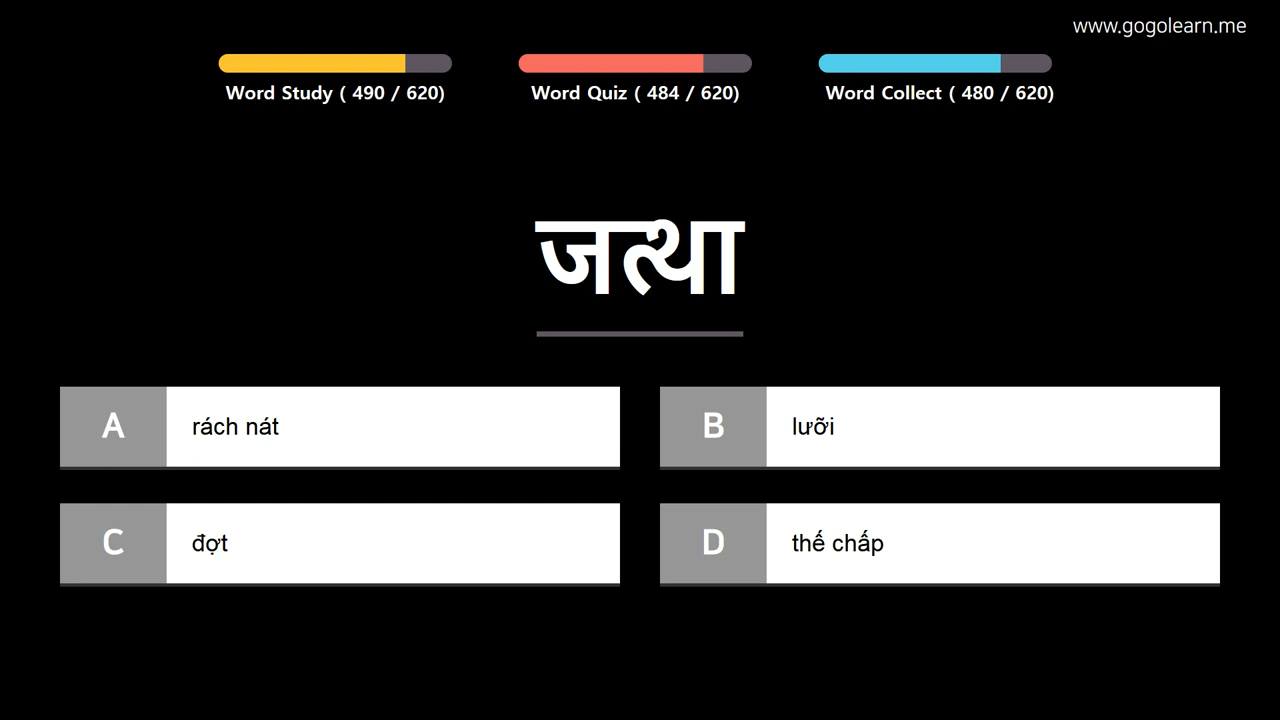 www.gogolearn.me
Word Study ( 490 / 620)
Word Quiz ( 484 / 620)
Word Collect ( 480 / 620)
जत्था
A rách nát
B lưỡi
C đợt
D thế chấp